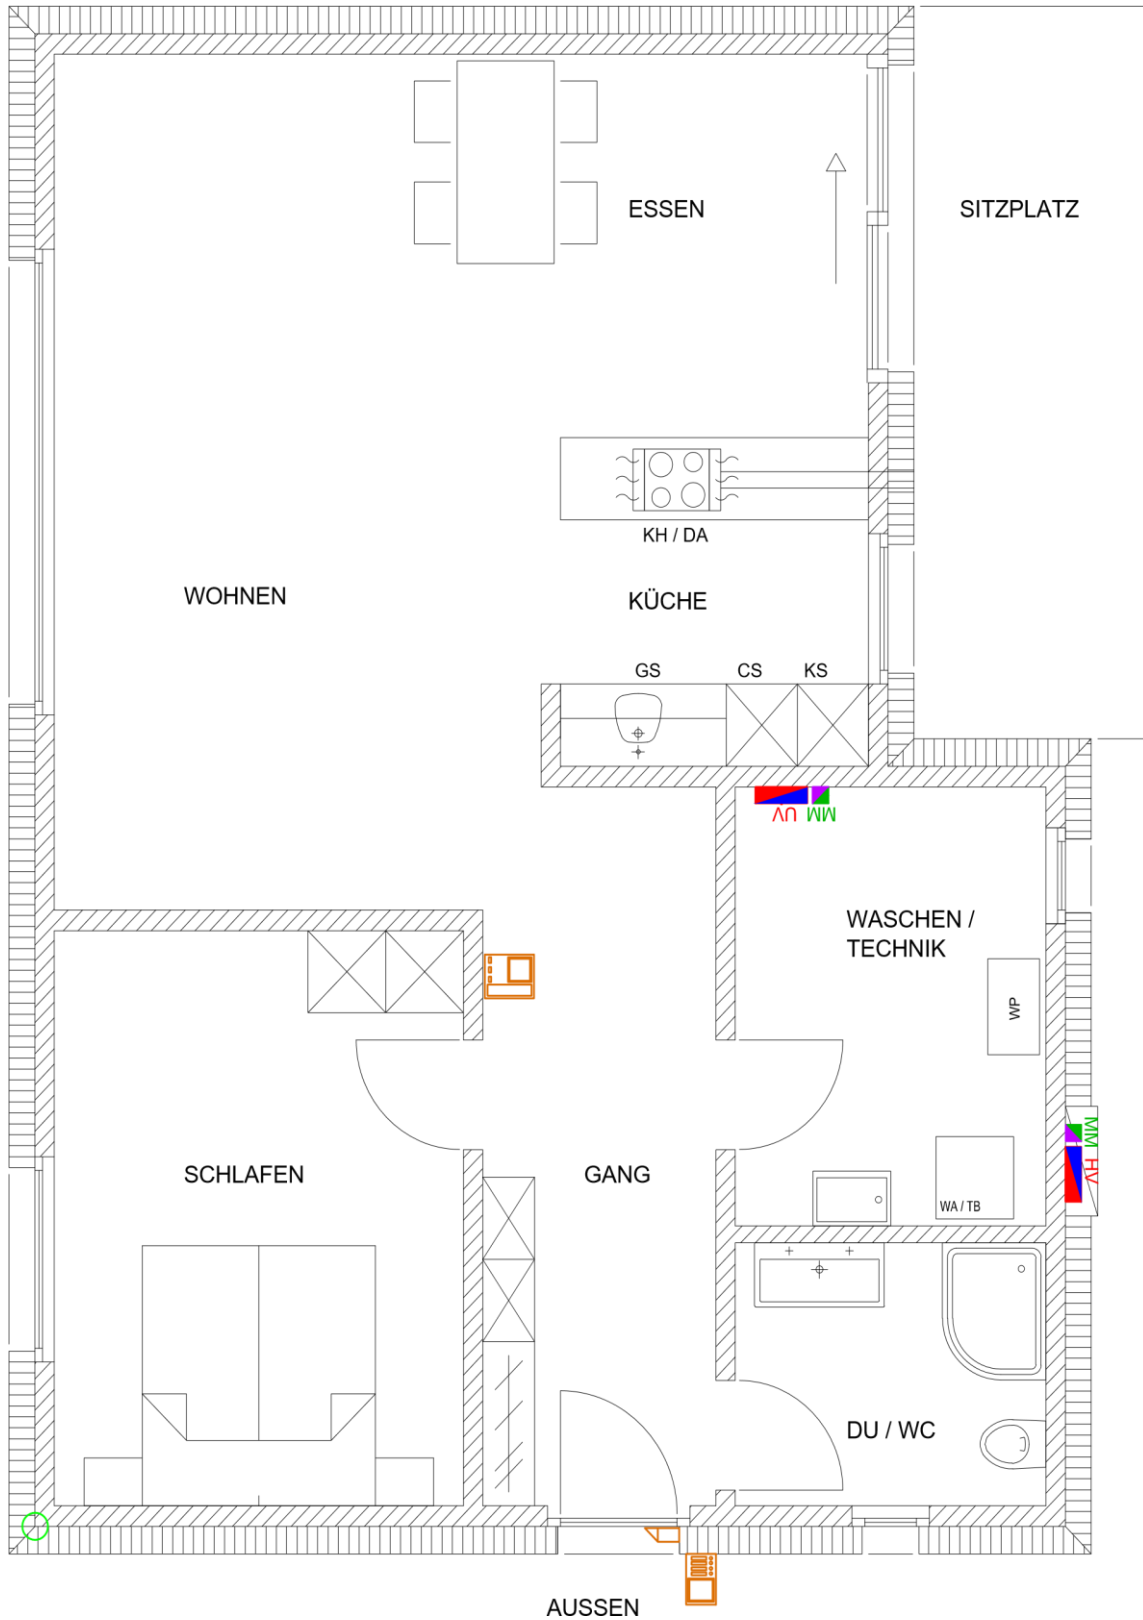 ESSEN
SITZPLATZ
KH / DA
WOHNEN
KÜCHE
GS
CS
KS
UV
MM
WASCHEN /
TECHNIK
WP
MM
HV
SCHLAFEN
GANG
WA / TB
DU / WC
AUSSEN